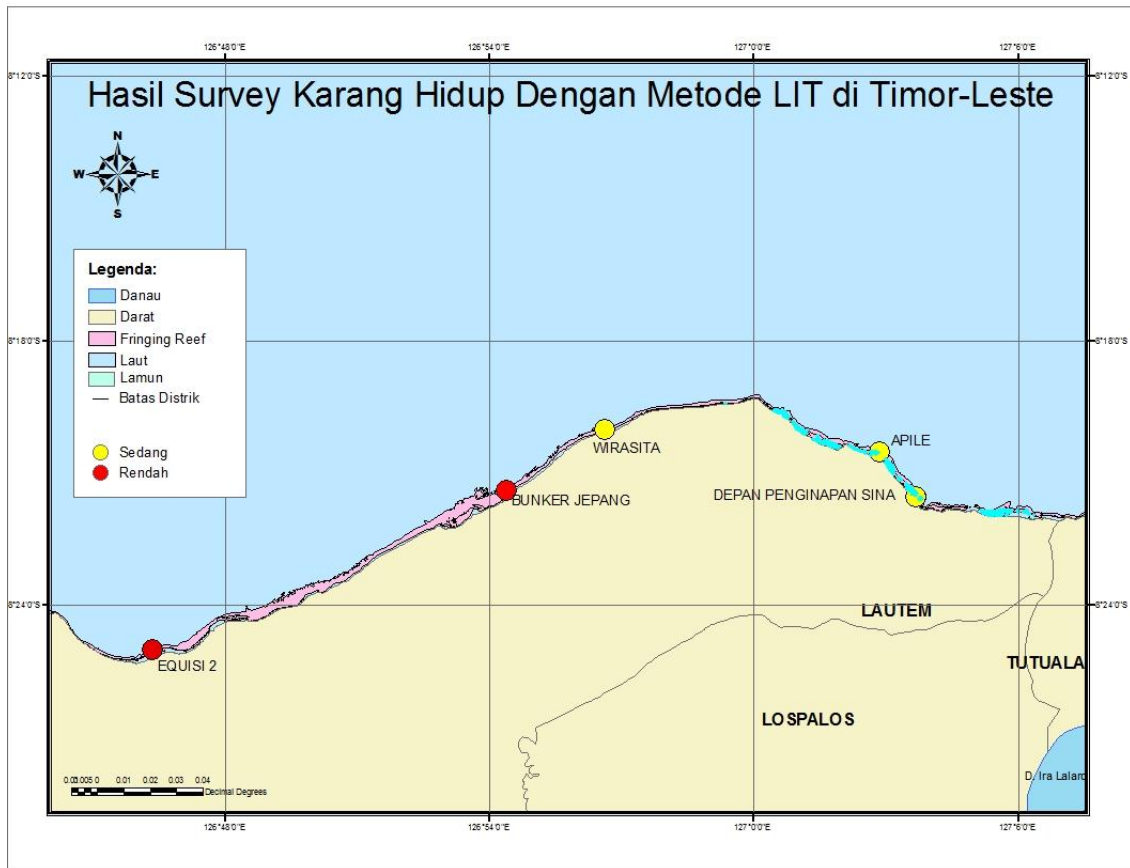 126°48'0"E
126°54'0"E
127°0'0"E
127°6'0"E
8°12'0"S
8°12'0"S
Hasil Survey Karang Hidup Dengan Metode LIT di Timor-Leste
N
W
E
S
Legenda:
Danau
Darat
Fringing Reef
Laut
Lamun
Batas Distrik
Sedang
Rendah
8°18'0"S
8°18'0"S
WIRASITA
APILE
BUNKER JEPANG
DEPAN PENGINAPAN SINA
8°24'0"S
8°24'0"S
LAUTEM
EQUISI 2
TUTUALA
LOSPALOS
D. Ira Lalaro
0 0.01 0.02 0.03 0.04
Decimal Degrees
126°48'0"E
126°54'0"E
127°0'0"E
127°6'0"E